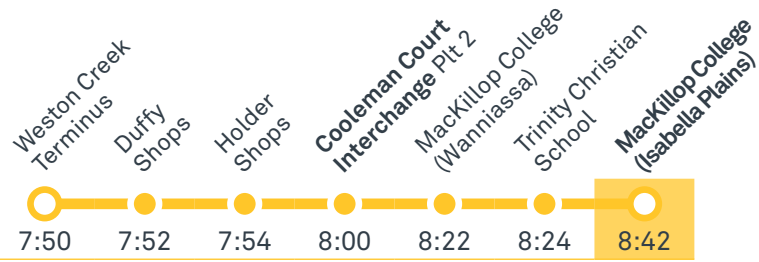 Weston Creek
Terminus
Duffy
Shops
Holder
Shops
Cooleman Court
Interchange Plt 2
MacKillop College
(Wanniassa)
Trinity Christian
School
MacKillop College
(Isabella Plains)
7:50
7:52
7:54
8:00
8:22
8:24
8:42